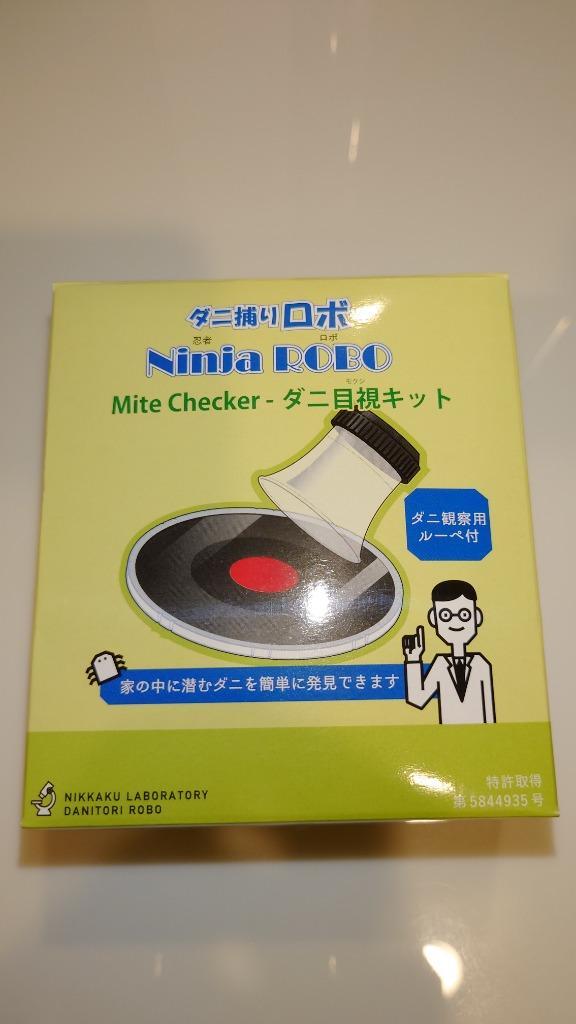 ダニ捕りロボ
忍者 ロボ
Ninja ROBO
モクシ
Mite Checker - ダニ目視キット
ダニ観察用
ルーペ付
家の中に潜むダニを簡単に発見できます
NIKKAKU LABORATORY
DANITORI ROBO
特許取得
第5844935号